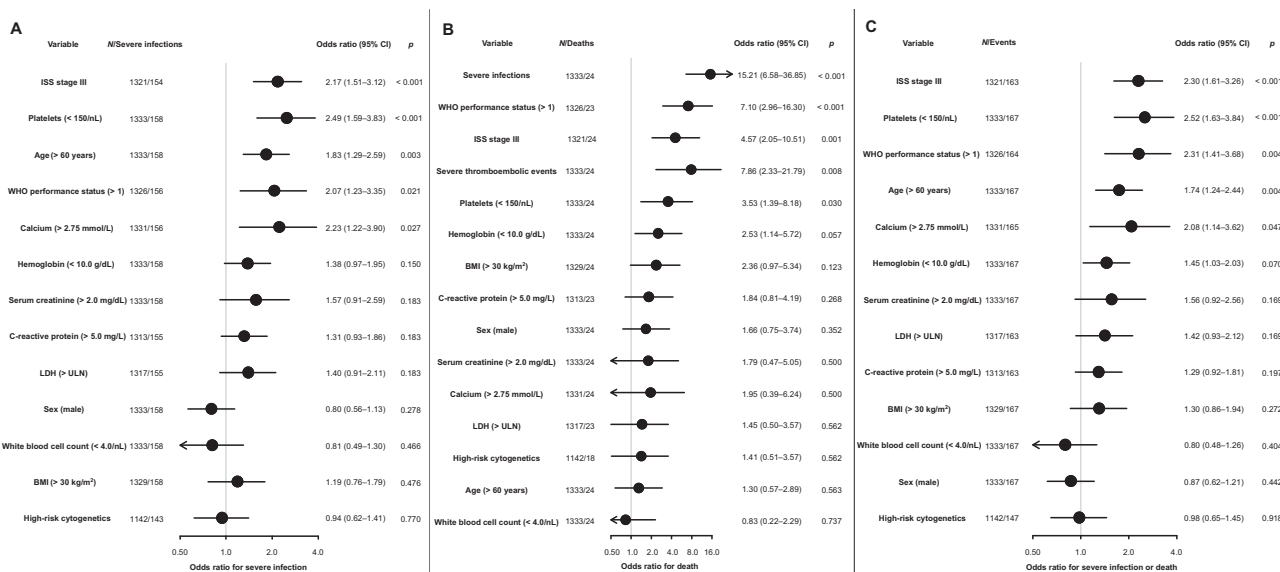 A
Variable N/Severe infections Odds ratio (95% CI) p
ISS stage III 1321/154 2.17 (1.51–3.12) < 0.001
Platelets (< 150/nL) 1333/158 2.49 (1.59–3.83) < 0.001
Age (> 60 years) 1333/158 1.83 (1.29–2.59) 0.003
WHO performance status (> 1) 1326/156 2.07 (1.23–3.35) 0.021
Calcium (> 2.75 mmol/L) 1331/156 2.23 (1.22–3.90) 0.027
Hemoglobin (< 10.0 g/dL) 1333/158 1.38 (0.97–1.95) 0.150
Serum creatinine (> 2.0 mg/dL) 1333/158 1.57 (0.91–2.59) 0.183
C-reactive protein (> 5.0 mg/L) 1313/155 1.31 (0.93–1.86) 0.183
LDH (> ULN) 1317/155 1.40 (0.91–2.11) 0.183
Sex (male) 1333/158 0.80 (0.56–1.13) 0.278
White blood cell count (< 4.0/nL) 1333/158 0.81 (0.49–1.30) 0.466
BMI (> 30 kg/m²) 1329/158 1.19 (0.76–1.79) 0.476
High-risk cytogenetics 1142/143 0.94 (0.62–1.41) 0.770
0.50 1.0 2.0 4.0
Odds ratio for severe infection
B
Variable N/Deaths Odds ratio (95% CI) p
Severe infections 1333/24 15.21 (6.58–36.85) < 0.001
WHO performance status (> 1) 1326/23 7.10 (2.96–16.30) < 0.001
ISS stage III 1321/24 4.57 (2.05–10.51) 0.001
Severe thromboembolic events 1333/24 7.86 (2.33–21.79) 0.008
Platelets (< 150/nL) 1333/24 3.53 (1.39–8.18) 0.030
Hemoglobin (< 10.0 g/dL) 1333/24 2.53 (1.14–5.72) 0.057
BMI (> 30 kg/m²) 1329/24 2.36 (0.97–5.34) 0.123
C-reactive protein (> 5.0 mg/L) 1313/23 1.84 (0.81–4.19) 0.268
Sex (male) 1333/24 1.66 (0.75–3.74) 0.352
Serum creatinine (> 2.0 mg/dL) 1333/24 1.79 (0.47–5.05) 0.500
Calcium (> 2.75 mmol/L) 1331/24 1.95 (0.39–6.24) 0.500
LDH (> ULN) 1317/23 1.45 (0.50–3.57) 0.562
High-risk cytogenetics 1142/18 1.41 (0.51–3.57) 0.562
Age (> 60 years) 1333/24 1.30 (0.57–2.89) 0.563
White blood cell count (< 4.0/nL) 1333/24 0.83 (0.22–2.29) 0.737
0.50 1.0 2.0 4.0 8.0 16.0
Odds ratio for death
C
Variable N/Events Odds ratio (95% CI) p
ISS stage III 1321/163 2.30 (1.61–3.26) < 0.001
Platelets (< 150/nL) 1333/167 2.52 (1.63–3.84) < 0.001
WHO performance status (> 1) 1326/164 2.31 (1.41–3.68) 0.004
Age (> 60 years) 1333/167 1.74 (1.24–2.44) 0.004
Calcium (> 2.75 mmol/L) 1331/165 2.08 (1.14–3.62) 0.047
Hemoglobin (< 10.0 g/dL) 1333/167 1.45 (1.03–2.03) 0.070
Serum creatinine (> 2.0 mg/dL) 1333/167 1.56 (0.92–2.56) 0.169
LDH (> ULN) 1317/163 1.42 (0.93–2.12) 0.169
C-reactive protein (> 5.0 mg/L) 1313/163 1.29 (0.92–1.81) 0.197
BMI (> 30 kg/m²) 1329/167 1.30 (0.86–1.94) 0.272
White blood cell count (< 4.0/nL) 1333/167 0.80 (0.48–1.26) 0.404
Sex (male) 1333/167 0.87 (0.62–1.21) 0.442
High-risk cytogenetics 1142/147 0.98 (0.65–1.45) 0.918
0.50 1.0 2.0 4.0
Odds ratio for severe infection or death